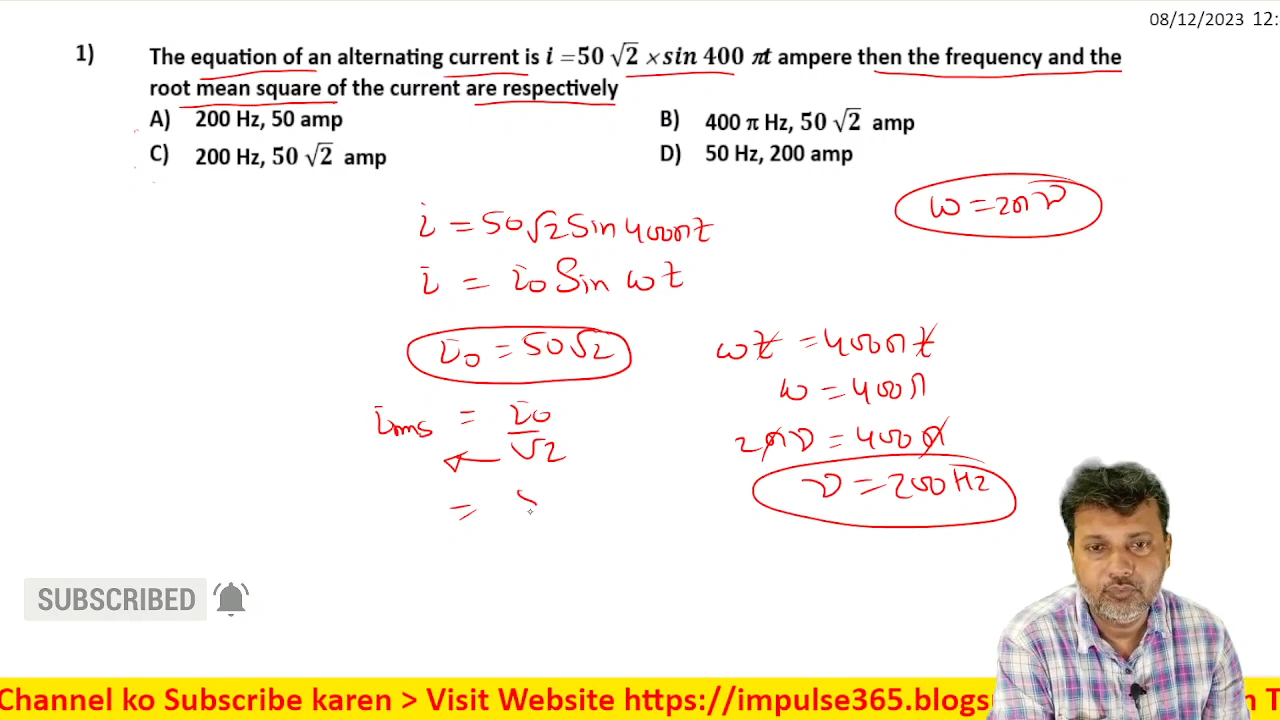 08/12/2023 12:
1) The equation of an alternating current is i =50 √2 ×sin 400 πt ampere then the frequency and the
root mean square of the current are respectively
A) 200 Hz, 50 amp
B) 400 π Hz, 50 √2 amp
C) 200 Hz, 50 √2 amp
D) 50 Hz, 200 amp
ω = 2πν
i = 50√2 Sin 400πt
i = i0 Sin ωt
i0 = 50√2
irms = i0/√2
=
ωt = 400πt
ω = 400π
2πν = 400π
ν = 200Hz
SUBSCRIBED
Channel ko Subscribe karen > Visit Website https://impulse365.blogs